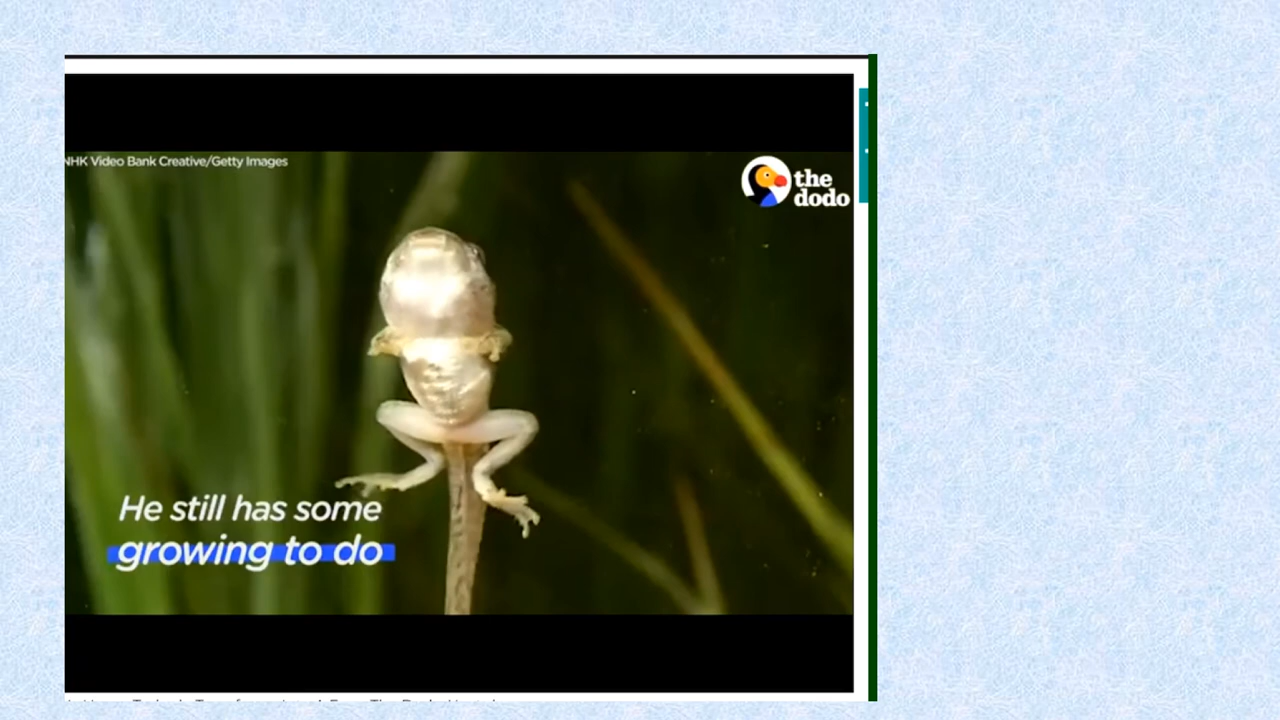 NHK Video Bank Creative/Getty Images
the
dodo
He still has some
growing to do